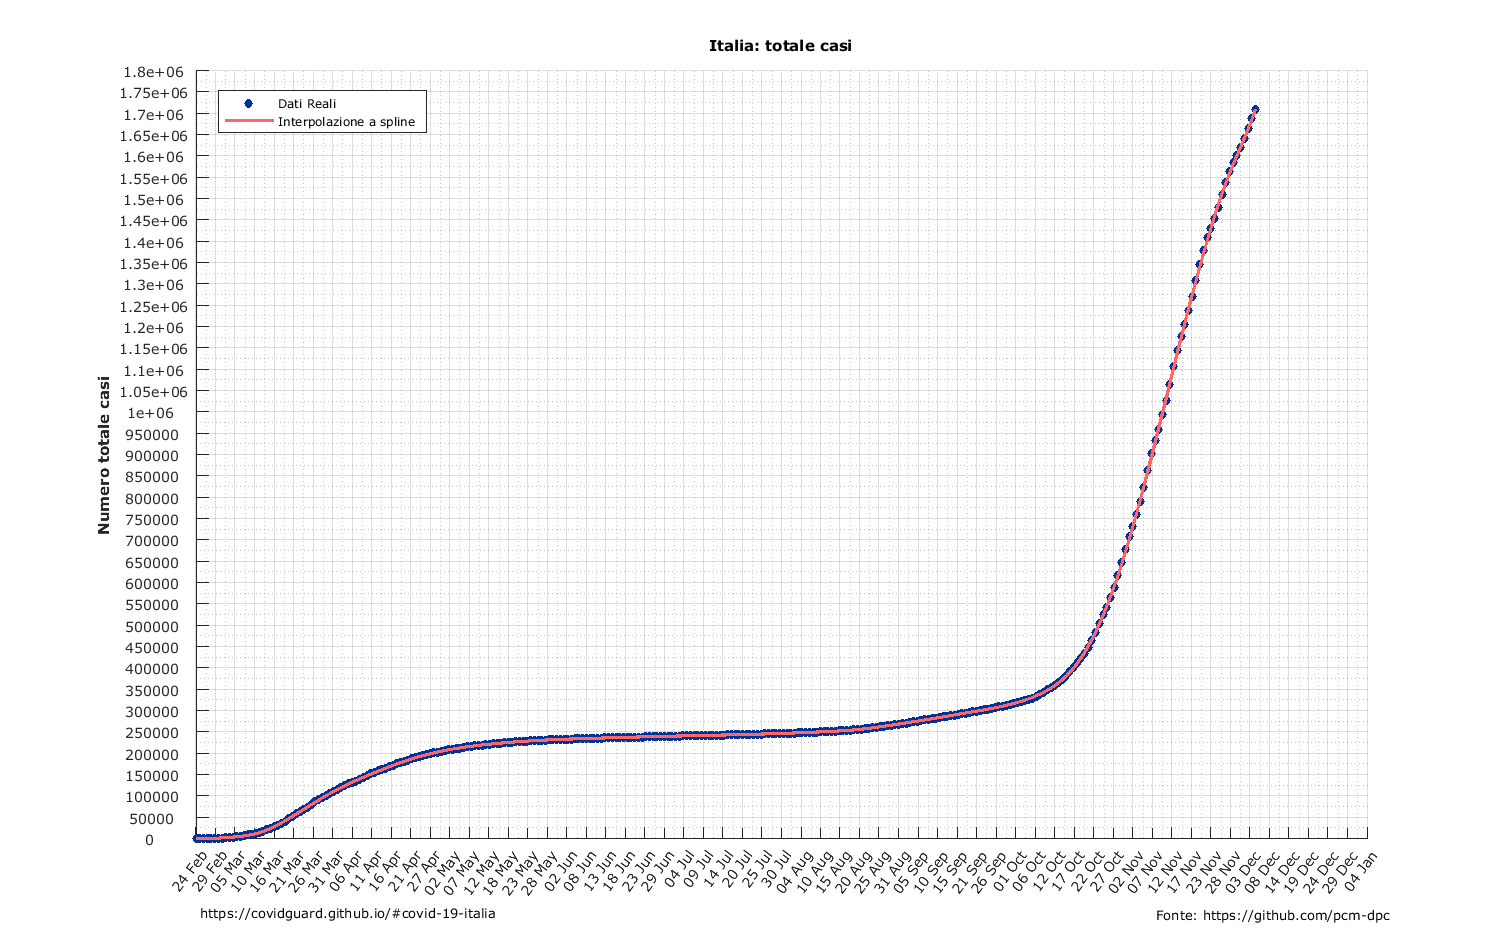 Italia: totale casi
1.8e+06
1.75e+06
1.7e+06
1.65e+06
1.6e+06
1.55e+06
1.5e+06
1.45e+06
1.4e+06
1.35e+06
1.3e+06
1.25e+06
1.2e+06
1.15e+06
1.1e+06
1.05e+06
1e+06
950000
900000
850000
800000
750000
700000
650000
600000
550000
500000
450000
400000
350000
300000
250000
200000
150000
100000
50000
0
Numero totale casi
Dati Reali
Interpolazione a spline
24 Feb
29 Feb
05 Mar
10 Mar
16 Mar
21 Mar
26 Mar
31 Mar
06 Apr
11 Apr
16 Apr
21 Apr
27 Apr
02 May
07 May
12 May
18 May
23 May
28 May
02 Jun
08 Jun
13 Jun
18 Jun
23 Jun
29 Jun
04 Jul
09 Jul
14 Jul
20 Jul
25 Jul
30 Jul
04 Aug
10 Aug
15 Aug
20 Aug
25 Aug
31 Aug
05 Sep
10 Sep
15 Sep
21 Sep
26 Sep
01 Oct
06 Oct
12 Oct
17 Oct
22 Oct
27 Oct
02 Nov
07 Nov
12 Nov
17 Nov
23 Nov
28 Nov
03 Dec
08 Dec
14 Dec
19 Dec
24 Dec
29 Dec
04 Jan
https://covidguard.github.io/#covid-19-italia
Fonte: https://github.com/pcm-dpc